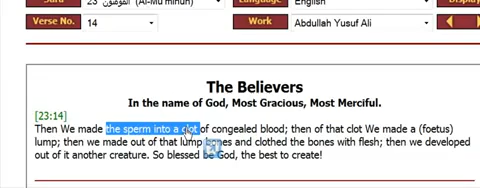 Sura 23 المؤمنون (Al-Mu'minun) Language English Display
Verse No. 14 Work Abdullah Yusuf Ali
The Believers
In the name of God, Most Gracious, Most Merciful.
[23:14]
Then We made the sperm into a clot of congealed blood; then of that clot We made a (foetus)
lump; then we made out of that lump bones and clothed the bones with flesh; then we developed
out of it another creature. So blessed be God, the best to create!